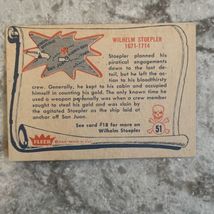 WILHELM STOEPLER
1671-1714
Stoepler planned his
piratical engagements
down to the last de-
tail, but he left the ac-
tion to his bloodthirsty
crew. Generally, he kept to his cabin and occupied
himself in counting his gold. The only known time he
used a weapon personally was when a crew member
sought to steal his gold and was slain by
the captain aboard the pirate ship at anchor
off San Juan.
See card #18 for more on
Wilhelm Stoepler
51
FLEER